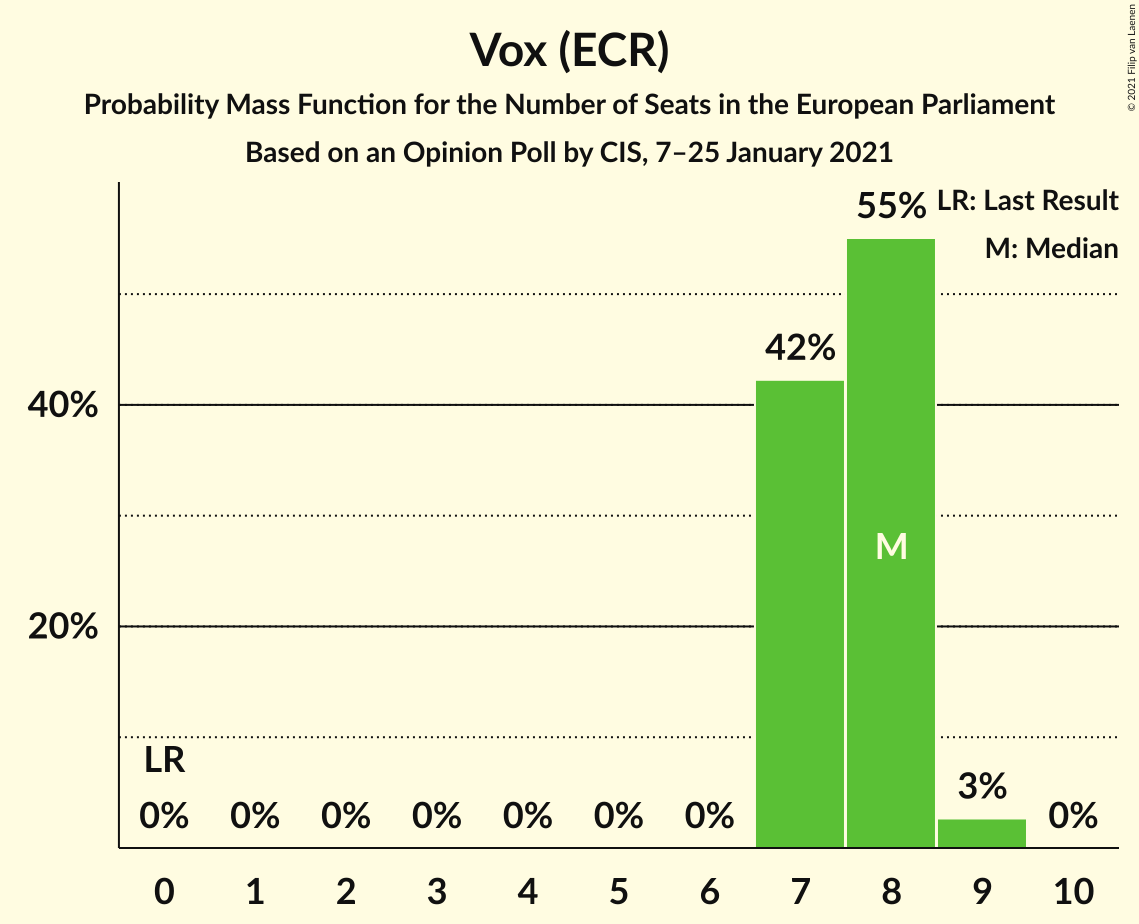 Vox (ECR)
Probability Mass Function for the Number of Seats in the European Parliament
Based on an Opinion Poll by CIS, 7–25 January 2021
© 2021 Filip van Laenen
LR: Last Result
M: Median
55%
42%
40%
M
20%
LR
3%
0% 0% 0% 0% 0% 0% 0% 0%
0 1 2 3 4 5 6 7 8 9 10